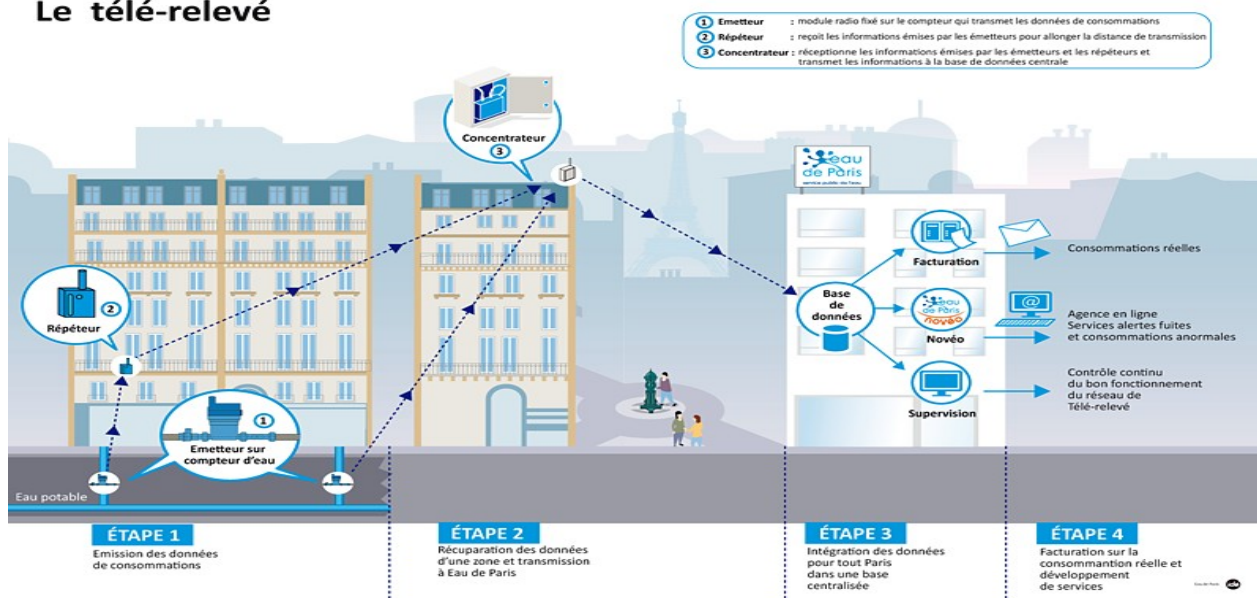 Le télé-relevé
1 Emetteur : module radio fixé sur le compteur qui transmet les données de consommations
2 Répéteur : reçoit les informations émises par les émetteurs pour allonger la distance de transmission
3 Concentrateur : réceptionne les informations émises par les émetteurs et les répéteurs et
transmet les informations à la base de données centrale
Concentrateur
3
eau
de Paris
service public de l'eau
Répéteur
2
1
Emetteur sur
compteur d'eau
Eau potable
Base
de
données
Facturation
eau
de Paris
novéo
Novéo
Supervision
@
Consommations réelles
Agence en ligne
Services alertes fuites
et consommations anormales
Contrôle continu
du bon fonctionnement
du réseau de
Télé-relevé
ÉTAPE 1
Emission des données
de consommations
ÉTAPE 2
Récuparation des données
d'une zone et transmission
à Eau de Paris
ÉTAPE 3
Intégration des données
pour tout Paris
dans une base
centralisée
ÉTAPE 4
Facturation sur la
consommantion réelle et
développement
de services